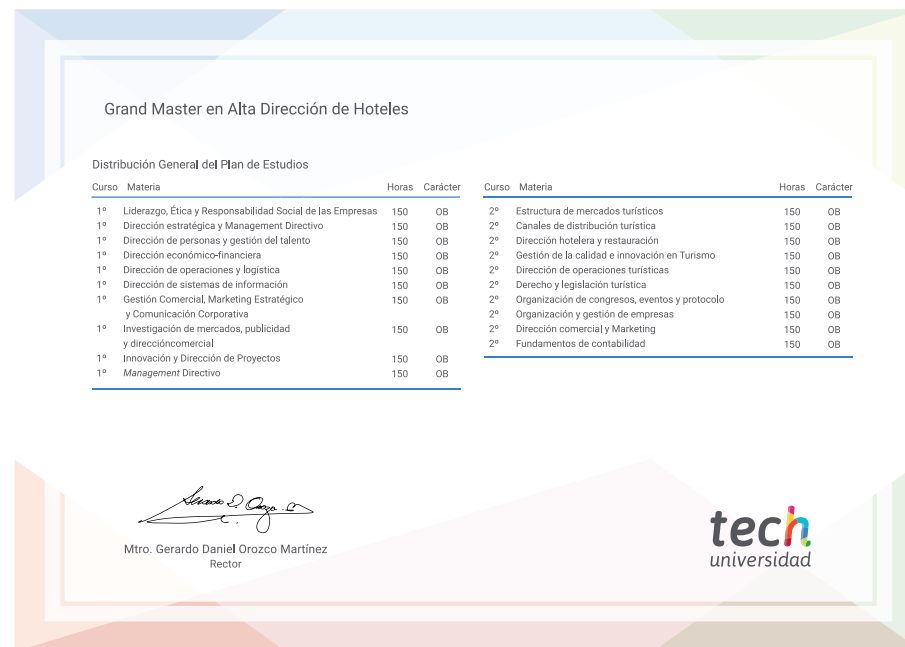 Grand Master en Alta Dirección de Hoteles
Distribución General del Plan de Estudios
Curso Materia Horas Carácter
1º Liderazgo, Ética y Responsabilidad Social de las Empresas 150 OB
1º Dirección estratégica y Management Directivo 150 OB
1º Dirección de personas y gestión del talento 150 OB
1º Dirección económico-financiera 150 OB
1º Dirección de operaciones y logística 150 OB
1º Dirección de sistemas de información 150 OB
1º Gestión Comercial, Marketing Estratégico 150 OB
y Comunicación Corporativa
1º Investigación de mercados, publicidad 150 OB
y direccióncomercial
1º Innovación y Dirección de Proyectos 150 OB
1º Management Directivo 150 OB
Curso Materia Horas Carácter
2º Estructura de mercados turísticos 150 OB
2º Canales de distribución turística 150 OB
2º Dirección hotelera y restauración 150 OB
2º Gestión de la calidad e innovación en Turismo 150 OB
2º Dirección de operaciones turísticas 150 OB
2º Derecho y legislación turística 150 OB
2º Organización de congresos, eventos y protocolo 150 OB
2º Organización y gestión de empresas 150 OB
2º Dirección comercial y Marketing 150 OB
2º Fundamentos de contabilidad 150 OB
Mtro. Gerardo Daniel Orozco Martínez
Rector
tech
universidad